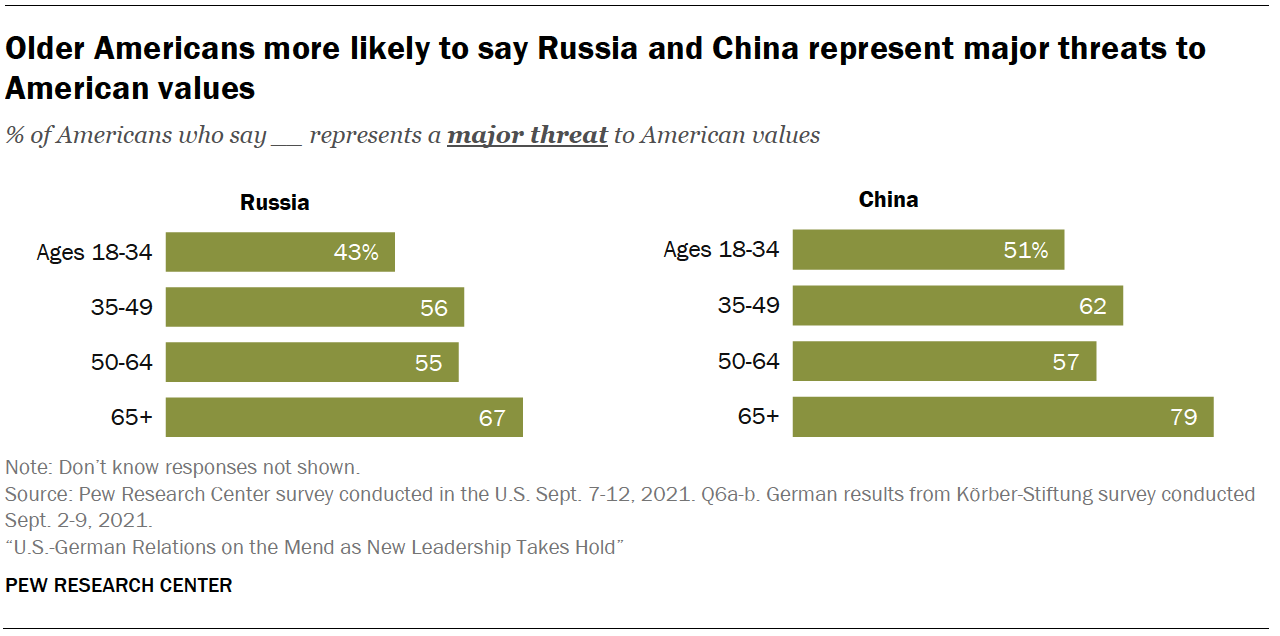 Older Americans more likely to say Russia and China represent major threats to
American values
% of Americans who say __ represents a major threat to American values
Russia
Ages 18-34 43%
35-49 56
50-64 55
65+ 67
China
Ages 18-34 51%
35-49 62
50-64 57
65+ 79
Note: Don’t know responses not shown.
Source: Pew Research Center survey conducted in the U.S. Sept. 7-12, 2021. Q6a-b. German results from Körber-Stiftung survey conducted
Sept. 2-9, 2021.
“U.S.-German Relations on the Mend as New Leadership Takes Hold”
PEW RESEARCH CENTER